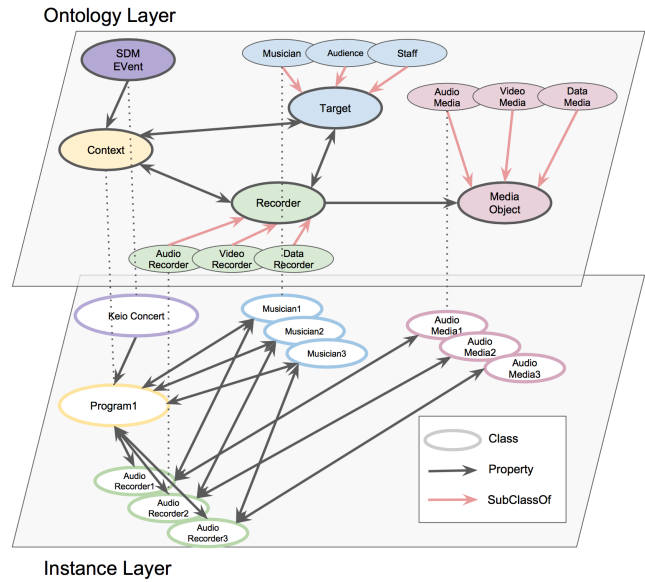 Ontology Layer
SDM
EVent
Musician
Audience
Staff
Target
Audio
Media
Video
Media
Data
Media
Context
Recorder
Media
Object
Audio
Recorder
Video
Recorder
Data
Recorder
Keio Concert
Musician1
Musician2
Musician3
Audio
Media1
Audio
Media2
Audio
Media3
Program1
Audio
Recorder1
Audio
Recorder2
Audio
Recorder3
Class
Property
SubClassOf
Instance Layer